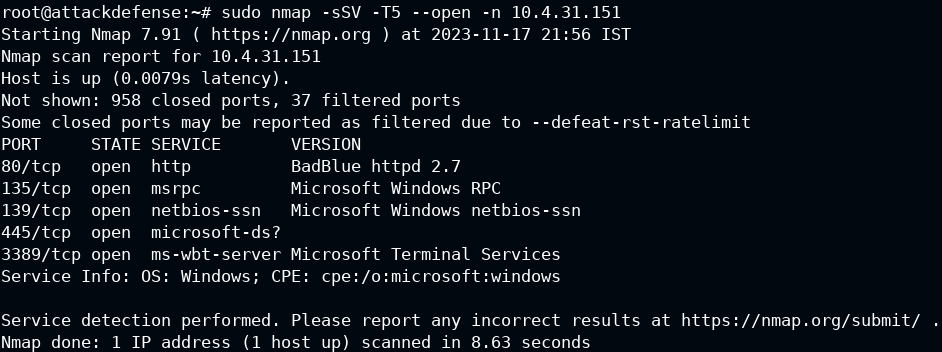 root@attackdefense:~# sudo nmap -sSV -T5 --open -n 10.4.31.151
Starting Nmap 7.91 ( https://nmap.org ) at 2023-11-17 21:56 IST
Nmap scan report for 10.4.31.151
Host is up (0.0079s latency).
Not shown: 958 closed ports, 37 filtered ports
Some closed ports may be reported as filtered due to --defeat-rst-ratelimit
PORT     STATE SERVICE       VERSION
80/tcp   open  http          BadBlue httpd 2.7
135/tcp  open  msrpc         Microsoft Windows RPC
139/tcp  open  netbios-ssn   Microsoft Windows netbios-ssn
445/tcp  open  microsoft-ds?
3389/tcp open  ms-wbt-server Microsoft Terminal Services
Service Info: OS: Windows; CPE: cpe:/o:microsoft:windows

Service detection performed. Please report any incorrect results at https://nmap.org/submit/ .
Nmap done: 1 IP address (1 host up) scanned in 8.63 seconds